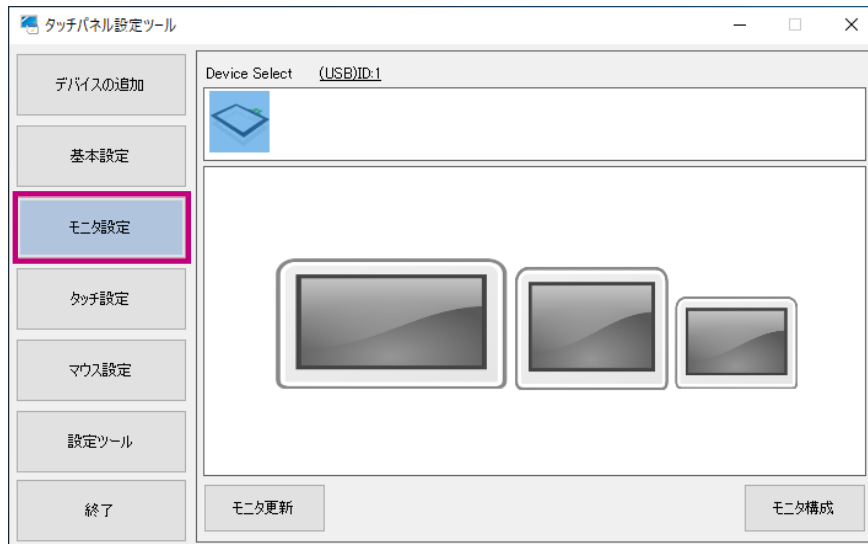 タッチパネル設定ツール
デバイスの追加
基本設定
モニタ設定
タッチ設定
マウス設定
設定ツール
終了
Device Select (USB)ID:1
モニタ更新
モニタ構成